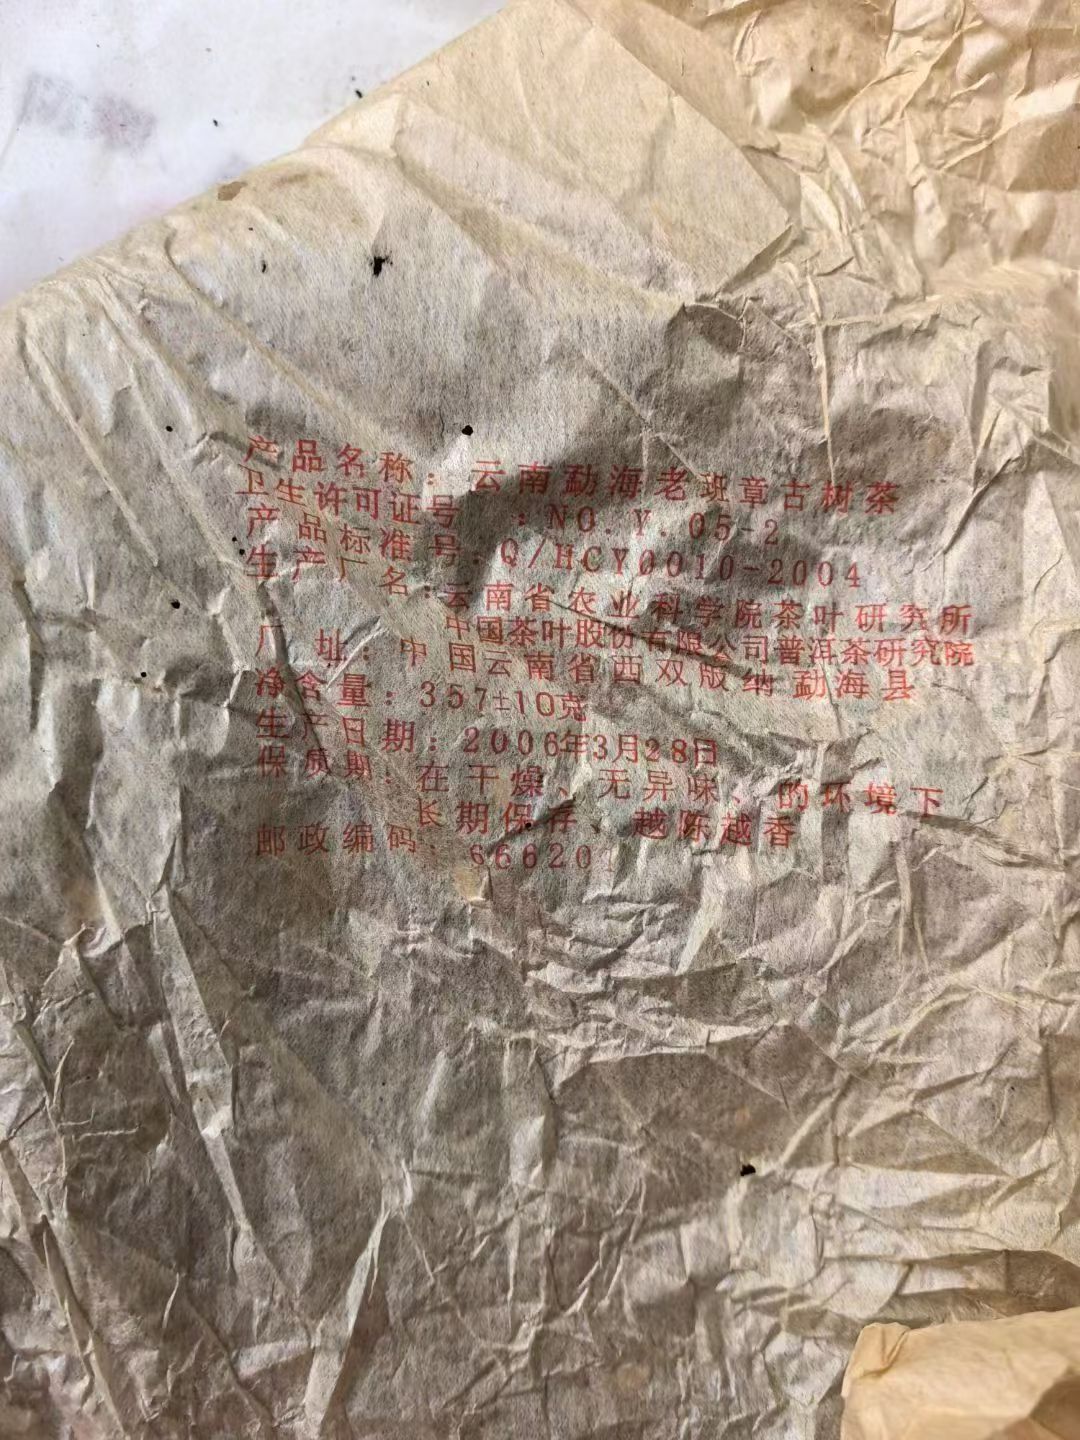 产品名称：云南勐海老班章古树茶
卫生许可证号：NO.Y.05-2
产品标准号：Q/HCY0010-2004
生产厂名：云南省农业科学院茶叶研究所
中国茶叶股份有限公司普洱茶研究院
厂址：中国云南省西双版纳勐海县
净含量：357±10克
生产日期：2006年3月28日
保质期：在干燥、无异味、的环境下
长期保存、越陈越香
邮政编码：666201